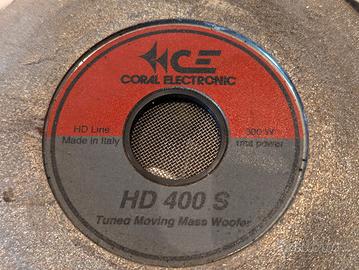 CE
CORAL ELECTRONIC
HD Line
Made in Italy
300 W
rms power
HD 400 S
Tuned Moving Mass Woofer